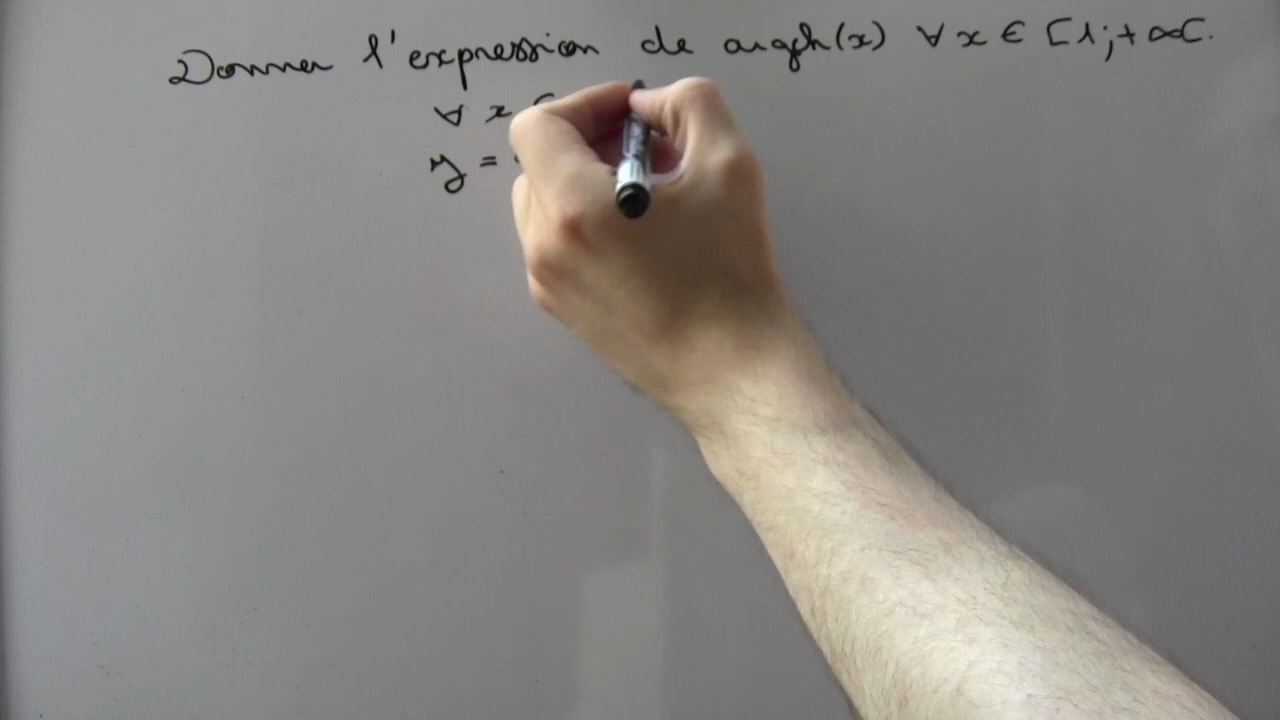 Donner l'expression de argch(x) ∀ x ∈ [1;+∞[.
∀ x
y =